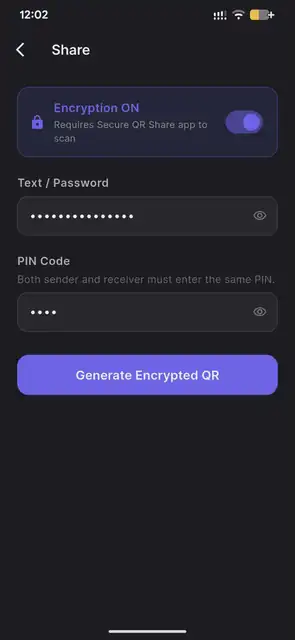 12:02
Share
Encryption ON
Requires Secure QR Share app to
scan
Text / Password
•••••••••••••••
PIN Code
Both sender and receiver must enter the same PIN.
••••
Generate Encrypted QR